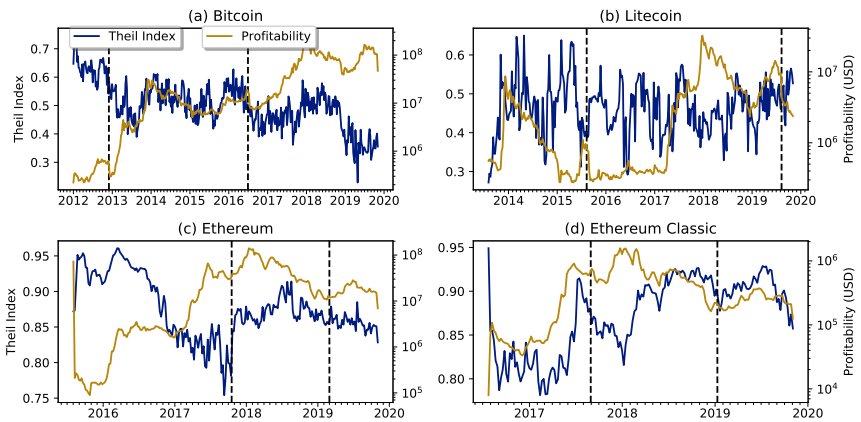 (a) Bitcoin
Theil Index
Profitability
Theil Index
0.7
0.6
0.5
0.4
0.3
10⁸
10⁷
10⁶
2012 2013 2014 2015 2016 2017 2018 2019 2020
(b) Litecoin
0.6
0.5
0.4
0.3
10⁷
10⁶
Profitability (USD)
2014 2015 2016 2017 2018 2019 2020
(c) Ethereum
Theil Index
0.95
0.90
0.85
0.80
0.75
10⁸
10⁷
10⁶
10⁵
2016 2017 2018 2019 2020
(d) Ethereum Classic
0.95
0.90
0.85
0.80
10⁶
10⁵
10⁴
Profitability (USD)
2017 2018 2019 2020